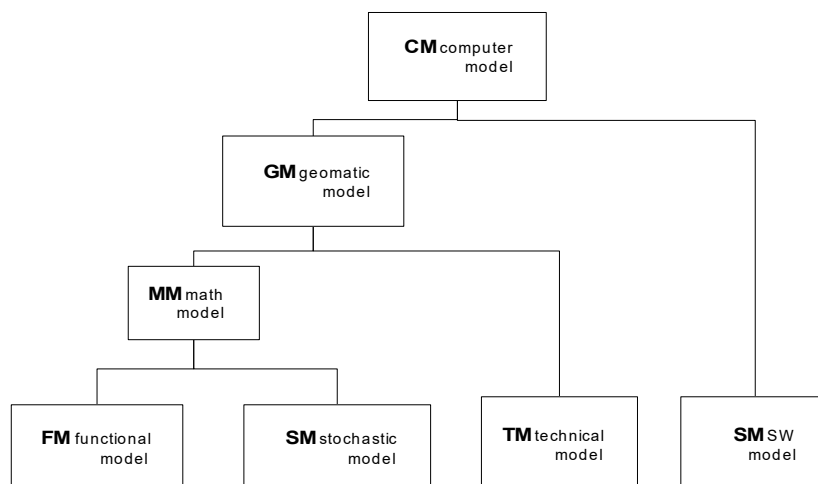 CM computer
model
GM geomatic
model
MM math
model
FM functional
model
SM stochastic
model
TM technical
model
SM SW
model